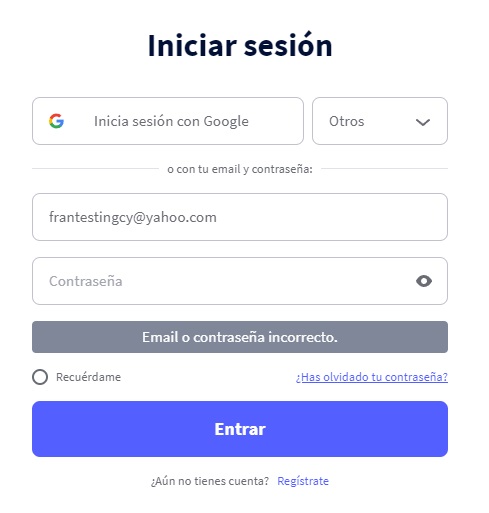 Iniciar sesión
Inicia sesión con Google
Otros
o con tu email y contraseña:
frantestingcy@yahoo.com
Contraseña
Email o contraseña incorrecto.
Recuérdame
¿Has olvidado tu contraseña?
Entrar
¿Aún no tienes cuenta? Regístrate